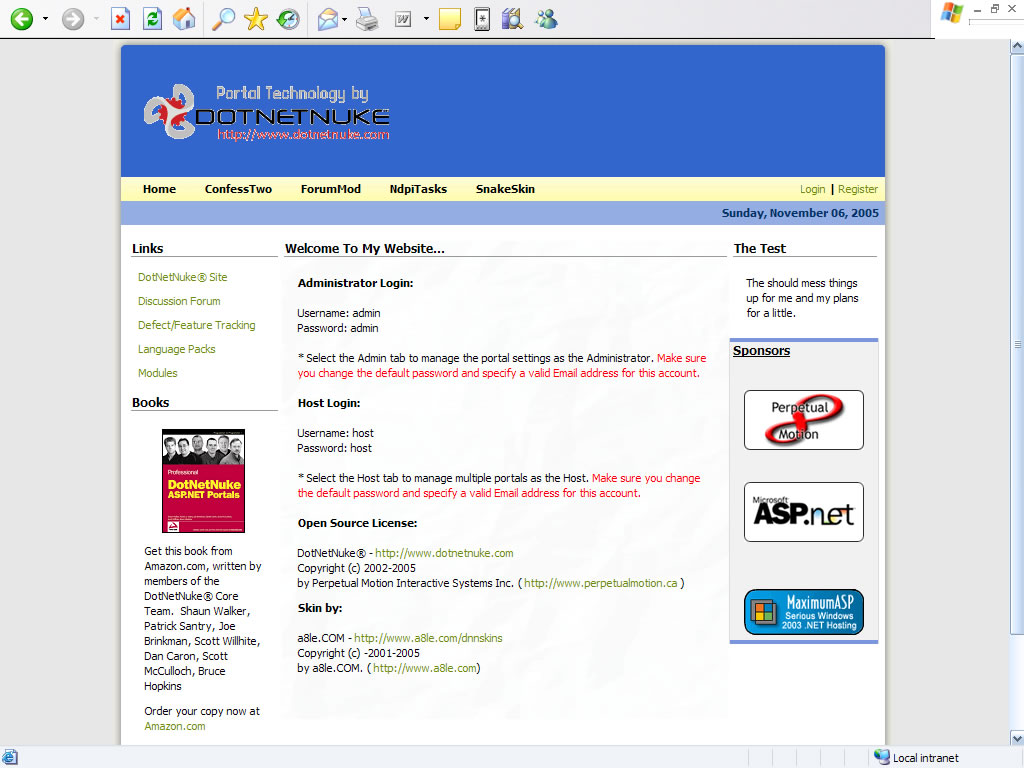 Portal Technology by
DOTNETNUKE
http://www.dotnetnuke.com
Home ConfessTwo ForumMod NdpiTasks SnakeSkin Login | Register
Sunday, November 06, 2005
Links
DotNetNuke® Site
Discussion Forum
Defect/Feature Tracking
Language Packs
Modules
Books
Professional
DotNetNuke
ASP.NET Portals
Get this book from
Amazon.com, written by
members of the
DotNetNuke® Core
Team. Shaun Walker,
Patrick Santry, Joe
Brinkman, Scott Willhite,
Dan Caron, Scott
McCulloch, Bruce
Hopkins
Order your copy now at
Amazon.com
Welcome To My Website...
Administrator Login:
Username: admin
Password: admin
* Select the Admin tab to manage the portal settings as the Administrator. Make sure
you change the default password and specify a valid Email address for this account.
Host Login:
Username: host
Password: host
* Select the Host tab to manage multiple portals as the Host. Make sure you change
the default password and specify a valid Email address for this account.
Open Source License:
DotNetNuke® - http://www.dotnetnuke.com
Copyright (c) 2002-2005
by Perpetual Motion Interactive Systems Inc. ( http://www.perpetualmotion.ca )
Skin by:
a8le.COM - http://www.a8le.com/dnnskins
Copyright (c) -2001-2005
by a8le.COM. ( http://www.a8le.com)
The Test
The should mess things
up for me and my plans
for a little.
Sponsors
Perpetual
Motion
Microsoft
ASP.net
MaximumASP
Serious Windows
2003 .NET Hosting
Local intranet